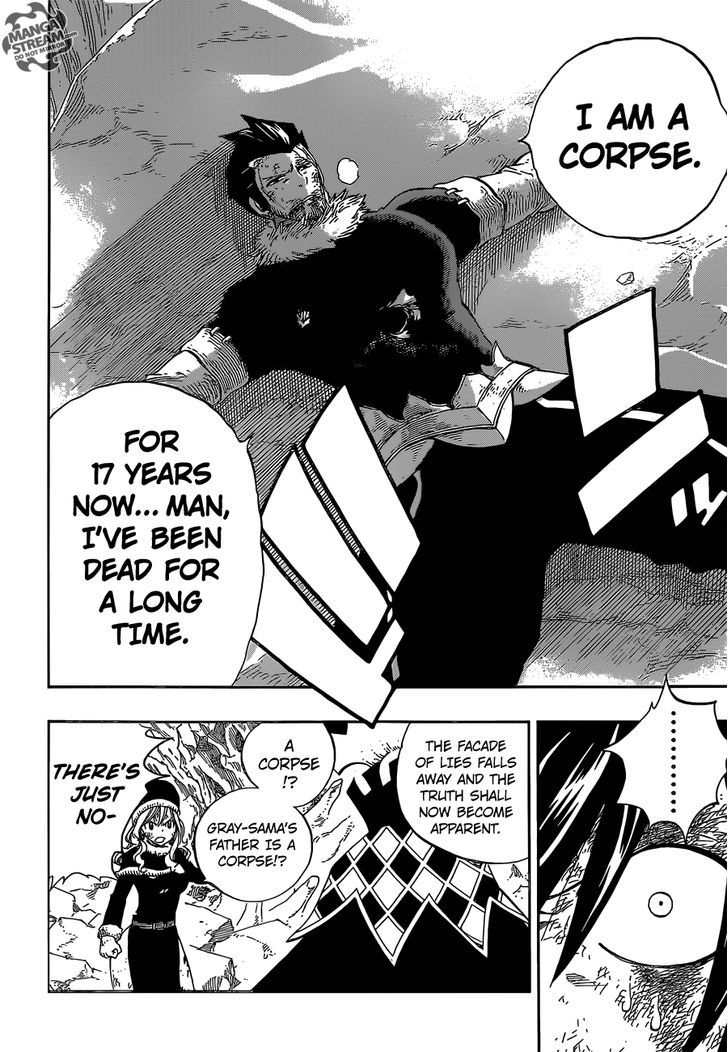 MANGA
STREAM.com
DO NOT MIRROR!
I AM A
CORPSE.
FOR
17 YEARS
NOW... MAN,
I'VE BEEN
DEAD FOR
A LONG
TIME.
THERE'S
JUST
NO-
A
CORPSE
!?
GRAY-SAMA'S
FATHER IS A
CORPSE!?
THE FACADE
OF LIES FALLS
AWAY AND THE
TRUTH SHALL
NOW BECOME
APPARENT.
.........